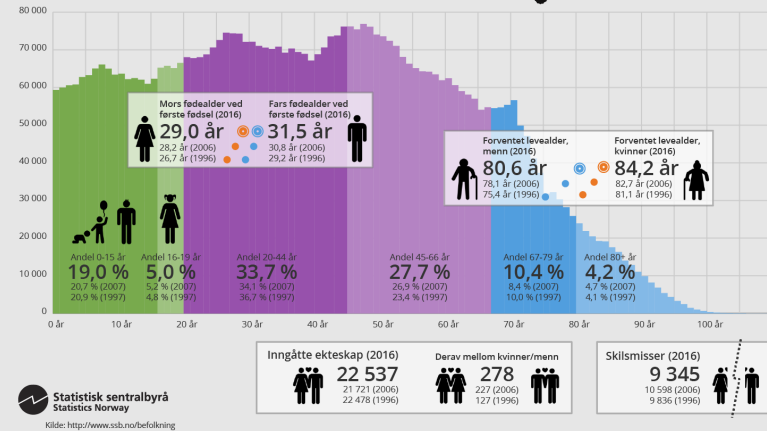 80 000
70 000
60 000
50 000
40 000
30 000
20 000
10 000
0
0 år
10 år
20 år
30 år
40 år
50 år
60 år
70 år
80 år
90 år
100 år
Mors fødealder ved
første fødsel (2016)
29,0 år
28,2 år (2006)
26,7 år (1996)
Fars fødealder ved
første fødsel (2016)
31,5 år
30,8 år (2006)
29,2 år (1996)
Forventet levealder,
menn (2016)
80,6 år
78,1 år (2006)
75,4 år (1996)
Forventet levealder,
kvinner (2016)
84,2 år
82,7 år (2006)
81,1 år (1996)
Andel 0-15 år
19,0 %
20,7 % (2007)
20,9 % (1997)
Andel 16-19 år
5,0 %
5,2 % (2007)
4,8 % (1997)
Andel 20-44 år
33,7 %
34,1 % (2007)
36,7 % (1997)
Andel 45-66 år
27,7 %
26,9 % (2007)
23,4 % (1997)
Andel 67-79 år
10,4 %
8,4 % (2007)
10,0 % (1997)
Andel 80+ år
4,2 %
4,7 % (2007)
4,1 % (1997)
Inngåtte ekteskap (2016)
22 537
21 721 (2006)
22 478 (1996)
Derav mellom kvinner/menn
278
227 (2006)
127 (1996)
Skilsmisser (2016)
9 345
10 598 (2006)
9 836 (1996)
Statistisk sentralbyrå
Statistics Norway
Kilde: http://www.ssb.no/befolkning